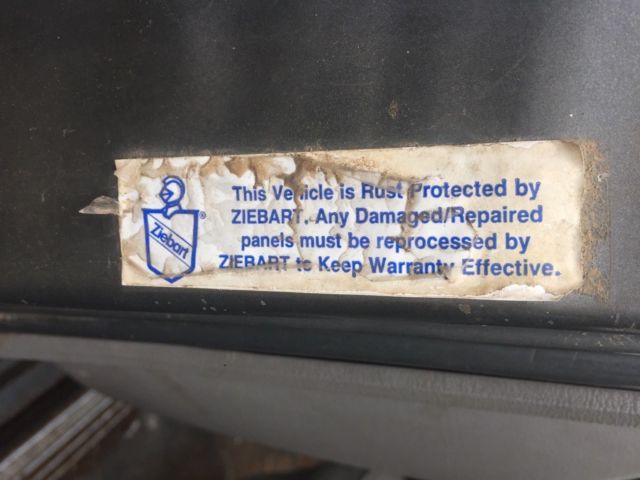 This Vehicle is Rust Protected by
ZIEBART. Any Damaged/Repaired
panels must be reprocessed by
ZIEBART to Keep Warranty Effective.
Ziebart
®